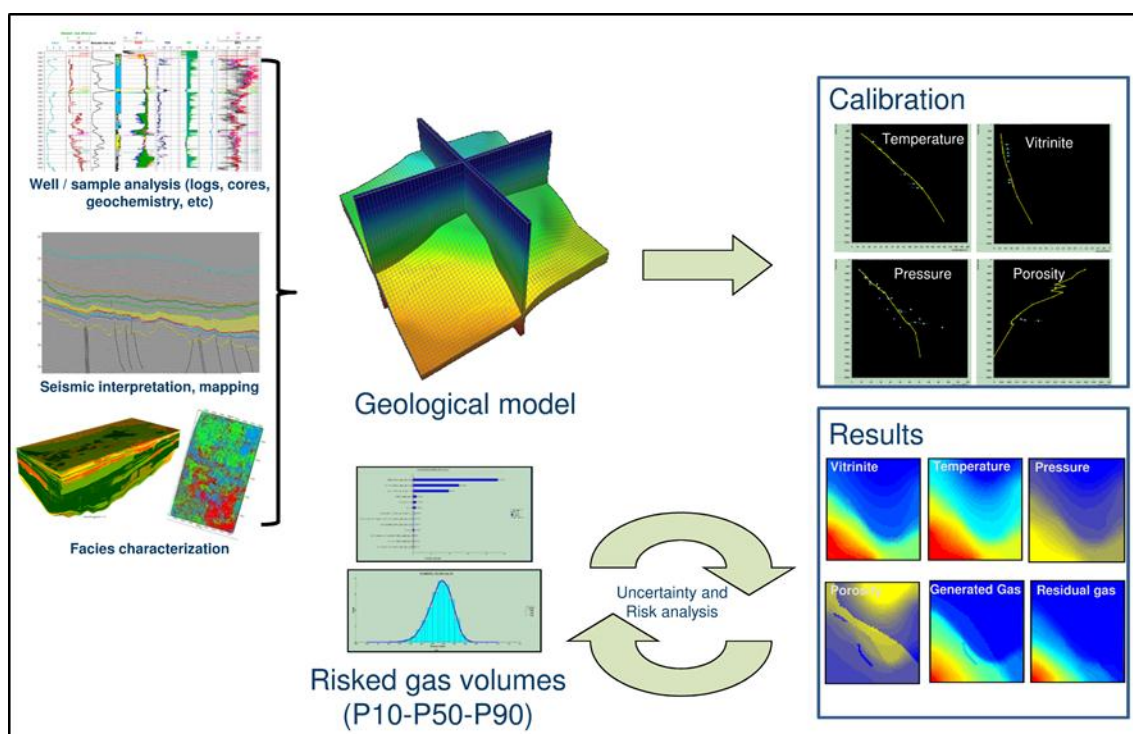 Well / sample analysis (logs, cores,
geochemistry, etc)
Seismic interpretation, mapping
Facies characterization
Geological model
Calibration
Temperature
Vitrinite
Pressure
Porosity
Results
Vitrinite
Temperature
Pressure
Porosity
Generated Gas
Residual gas
Uncertainty and
Risk analysis
Risked gas volumes
(P10-P50-P90)